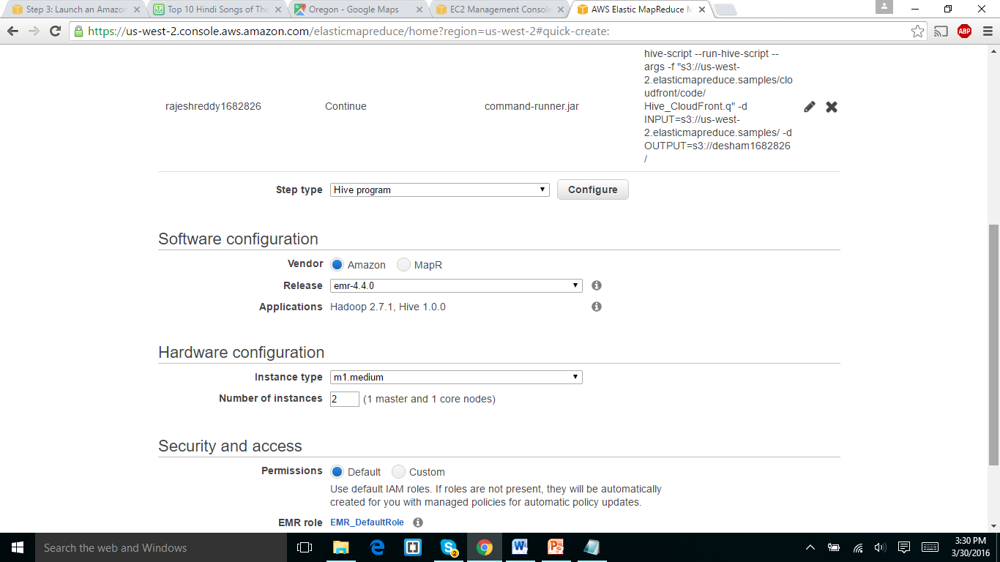 Step 3: Launch an Amazon
Top 10 Hindi Songs of The
Oregon - Google Maps
EC2 Management Console
AWS Elastic MapReduce M
https://us-west-2.console.aws.amazon.com/elasticmapreduce/home?region=us-west-2#quick-create:
ABP
hive-script --run-hive-script --
args -f "s3://us-west-
2.elasticmapreduce.samples/clo
udfront/code/
rajeshreddy1682826 Continue command-runner.jar Hive_CloudFront.q" -d
INPUT=s3://us-west-
2.elasticmapreduce.samples/ -d
OUTPUT=s3://desham1682826
/
Step type Hive program Configure
Software configuration
Vendor Amazon MapR
Release emr-4.4.0
Applications Hadoop 2.7.1, Hive 1.0.0
Hardware configuration
Instance type m1.medium
Number of instances 2 (1 master and 1 core nodes)
Security and access
Permissions Default Custom
Use default IAM roles. If roles are not present, they will be automatically
created for you with managed policies for automatic policy updates.
EMR role EMR_DefaultRole
Search the web and Windows
2
3:30 PM
3/30/2016